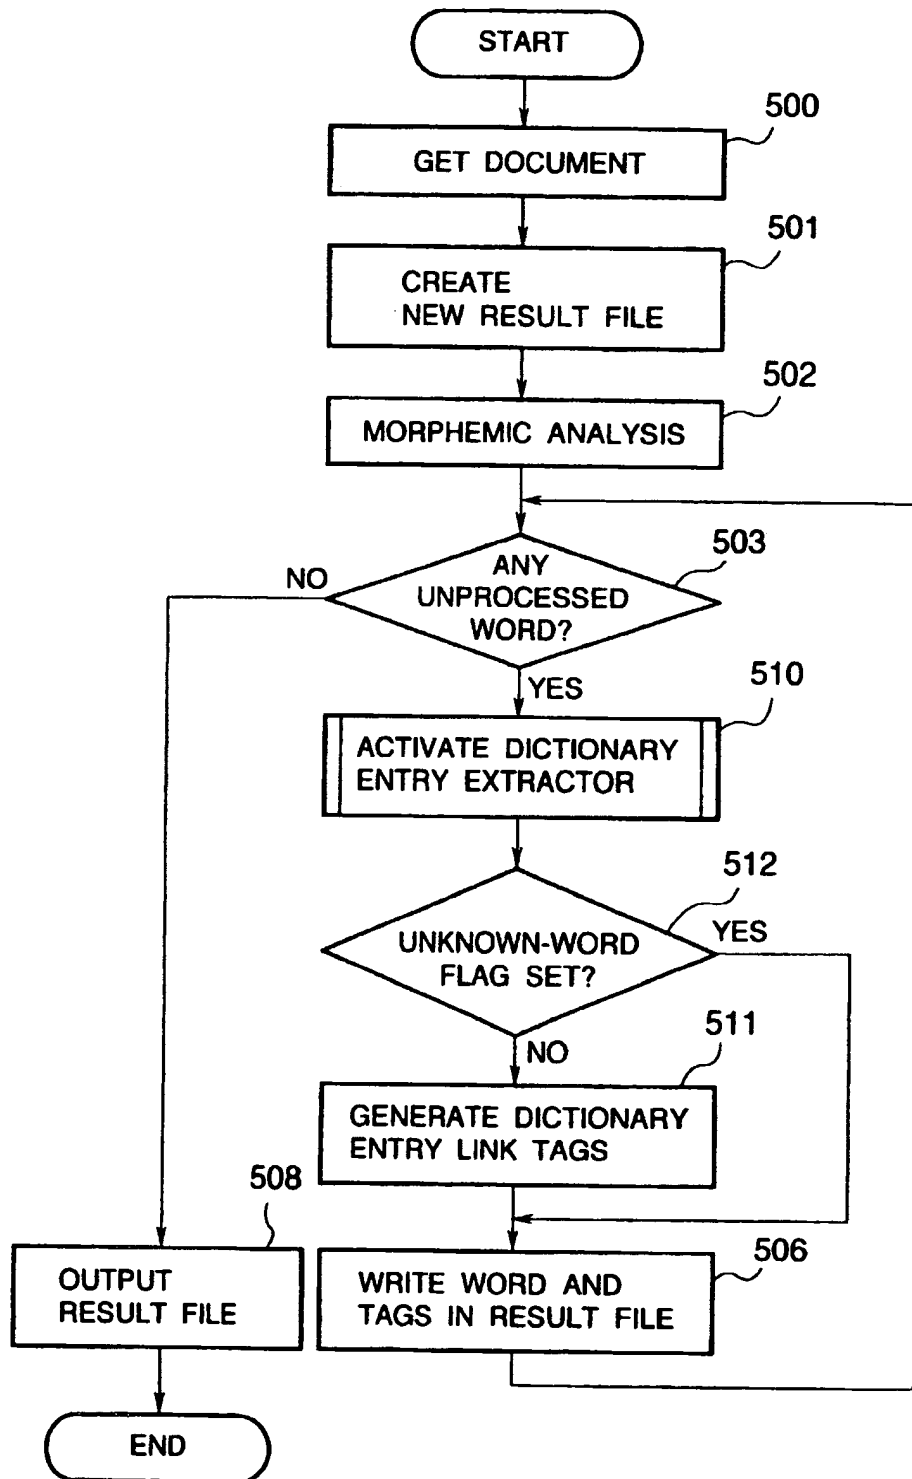 START
500
GET DOCUMENT
501
CREATE
NEW RESULT FILE
502
MORPHEMIC ANALYSIS
503
ANY
UNPROCESSED
WORD?
NO
YES
510
ACTIVATE DICTIONARY
ENTRY EXTRACTOR
512
UNKNOWN-WORD
FLAG SET?
YES
NO
511
GENERATE DICTIONARY
ENTRY LINK TAGS
508
OUTPUT
RESULT FILE
506
WRITE WORD AND
TAGS IN RESULT FILE
END